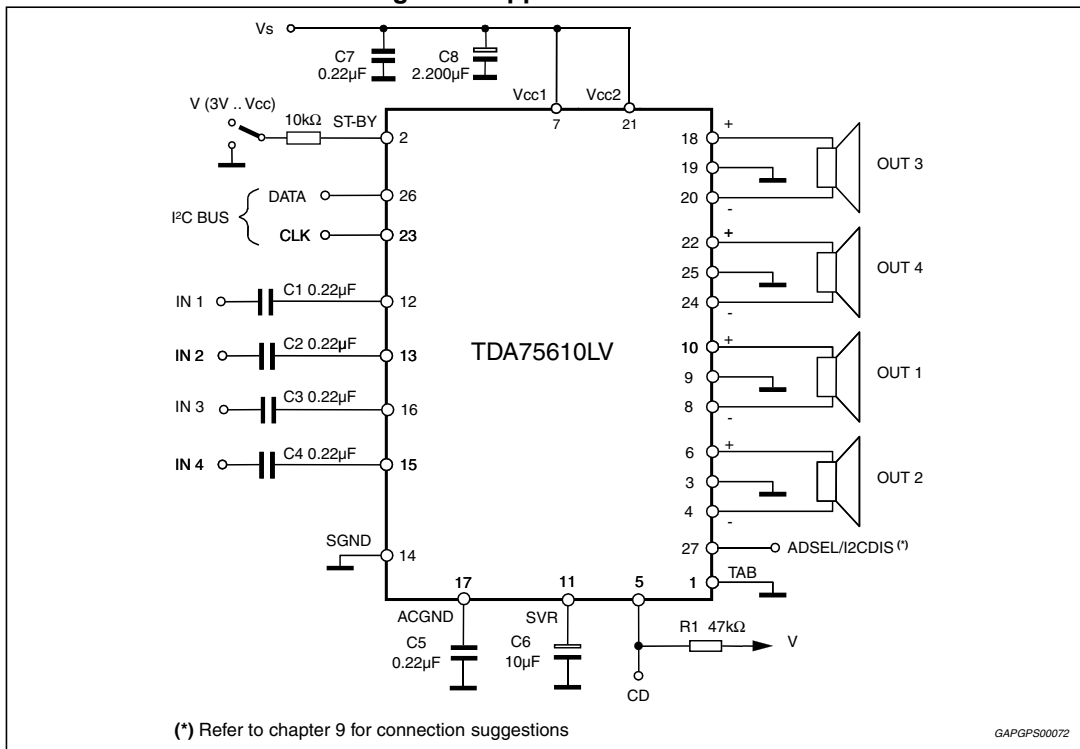 Vs
C7
0.22µF
C8
2.200µF
Vcc1
Vcc2
7
21
V (3V .. Vcc)
10kΩ
ST-BY
2
I²C BUS
DATA
26
CLK
23
IN 1
C1 0.22µF
12
IN 2
C2 0.22µF
13
IN 3
C3 0.22µF
16
IN 4
C4 0.22µF
15
SGND
14
TDA75610LV
18
+
19
20
-
OUT 3
22
+
25
24
-
OUT 4
10
+
9
8
-
OUT 1
6
+
3
4
-
OUT 2
27
ADSEL/I2CDIS (*)
1
TAB
17
ACGND
C5
0.22µF
11
SVR
C6
10µF
5
R1 47kΩ
V
CD
(*) Refer to chapter 9 for connection suggestions
GAPGPS00072